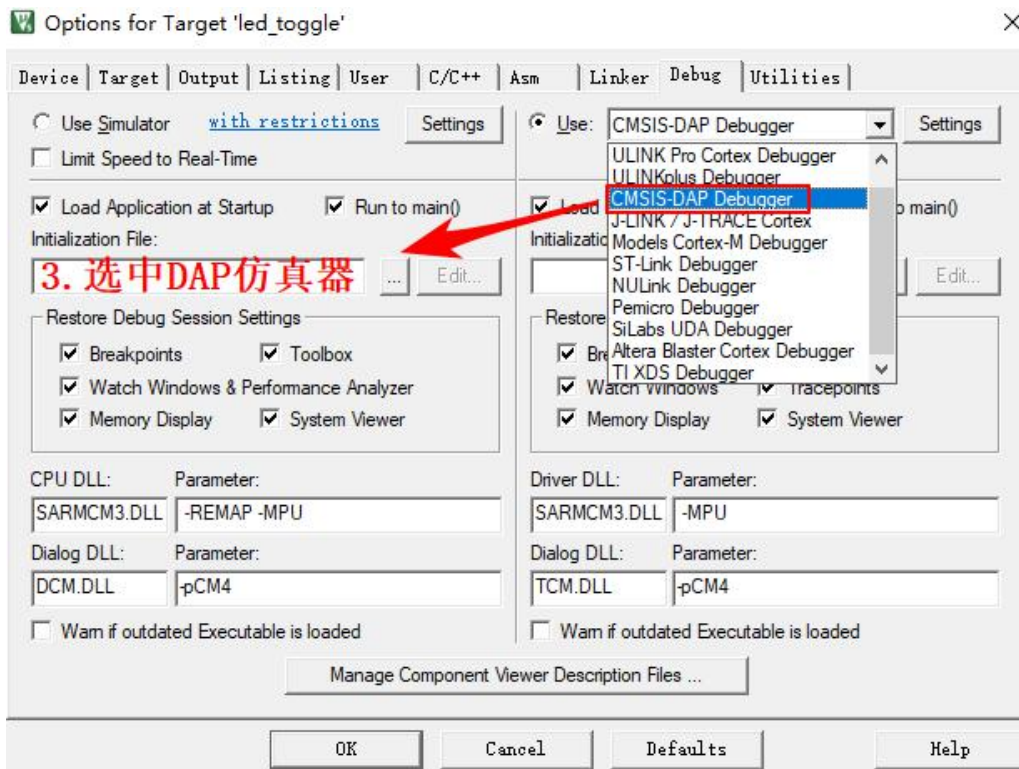 Options for Target 'led_toggle'
Device Target Output Listing User C/C++ Asm Linker Debug Utilities
Use Simulator with restrictions Settings Use: CMSIS-DAP Debugger Settings
Limit Speed to Real-Time
ULINK Pro Cortex Debugger
ULINKplus Debugger
CMSIS-DAP Debugger
J-LINK / J-TRACE Cortex
Models Cortex-M Debugger
ST-Link Debugger
NULink Debugger
Pemicro Debugger
SiLabs UDA Debugger
Altera Blaster Cortex Debugger
TI XDS Debugger
Load Application at Startup Run to main() main()
Initialization File:
3. 选中DAP仿真器 ... Edit... Edit...
Restore Debug Session Settings Restore
Breakpoints Toolbox
Watch Windows & Performance Analyzer Watch Windows Tracepoints
Memory Display System Viewer Memory Display System Viewer
CPU DLL: Parameter: Driver DLL: Parameter:
SARMCM3.DLL -REMAP -MPU SARMCM3.DLL -MPU
Dialog DLL: Parameter: Dialog DLL: Parameter:
DCM.DLL -pCM4 TCM.DLL -pCM4
Warn if outdated Executable is loaded Warn if outdated Executable is loaded
Manage Component Viewer Description Files ...
OK Cancel Defaults Help